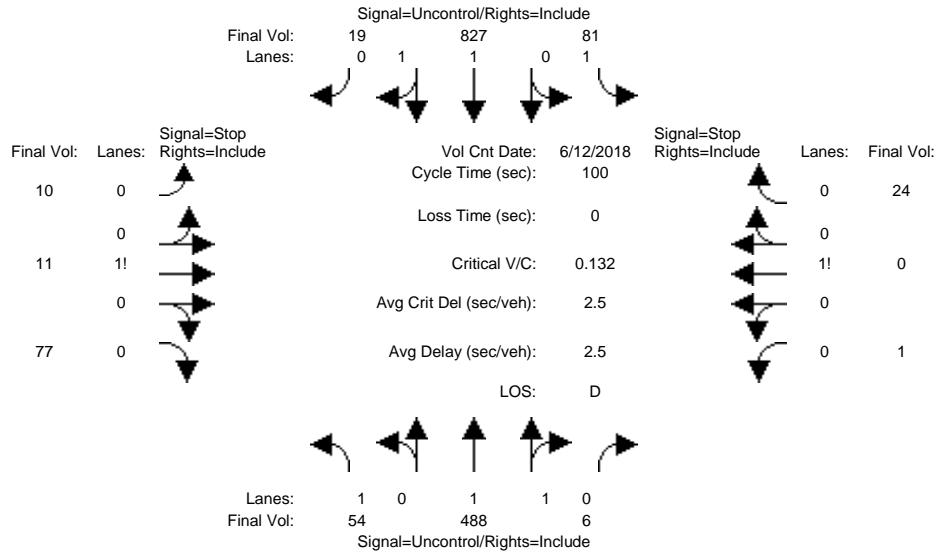 Signal=Uncontrol/Rights=Include
Final Vol: 19 827 81
Lanes: 0 1 1 0 1
Signal=Stop
Final Vol: Lanes: Rights=Include
Vol Cnt Date: 6/12/2018
Signal=Stop
Rights=Include Lanes: Final Vol:
Cycle Time (sec): 100
10 0
0 24
Loss Time (sec): 0
0
0
11 1!
Critical V/C: 0.132
1! 0
0
Avg Crit Del (sec/veh): 2.5
0
77 0
Avg Delay (sec/veh): 2.5
0 1
LOS: D
Lanes: 1 0 1 1 0
Final Vol: 54 488 6
Signal=Uncontrol/Rights=Include